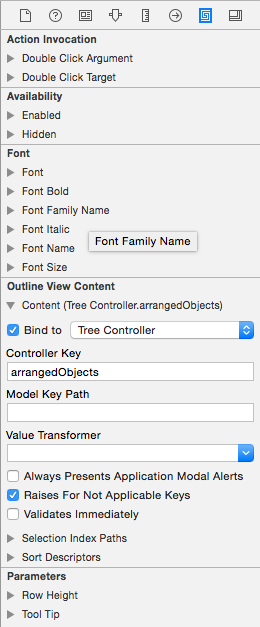 Action Invocation
Double Click Argument
Double Click Target
Availability
Enabled
Hidden
Font
Font
Font Bold
Font Family Name
Font Italic
Font Family Name
Font Name
Font Size
Outline View Content
Content (Tree Controller.arrangedObjects)
Bind to Tree Controller
Controller Key
arrangedObjects
Model Key Path
Value Transformer
Always Presents Application Modal Alerts
Raises For Not Applicable Keys
Validates Immediately
Selection Index Paths
Sort Descriptors
Parameters
Row Height
Tool Tip